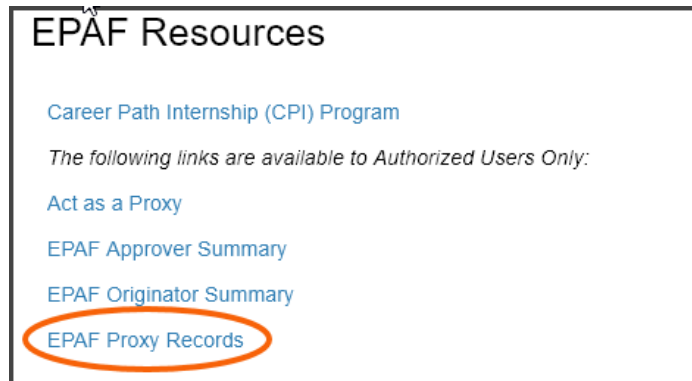 EPAF Resources
Career Path Internship (CPI) Program
The following links are available to Authorized Users Only:
Act as a Proxy
EPAF Approver Summary
EPAF Originator Summary
EPAF Proxy Records